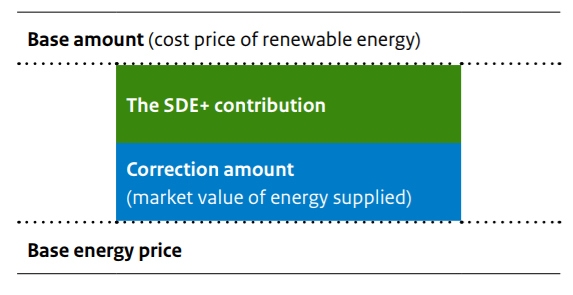 Base amount (cost price of renewable energy)
The SDE+ contribution
Correction amount
(market value of energy supplied)
Base energy price